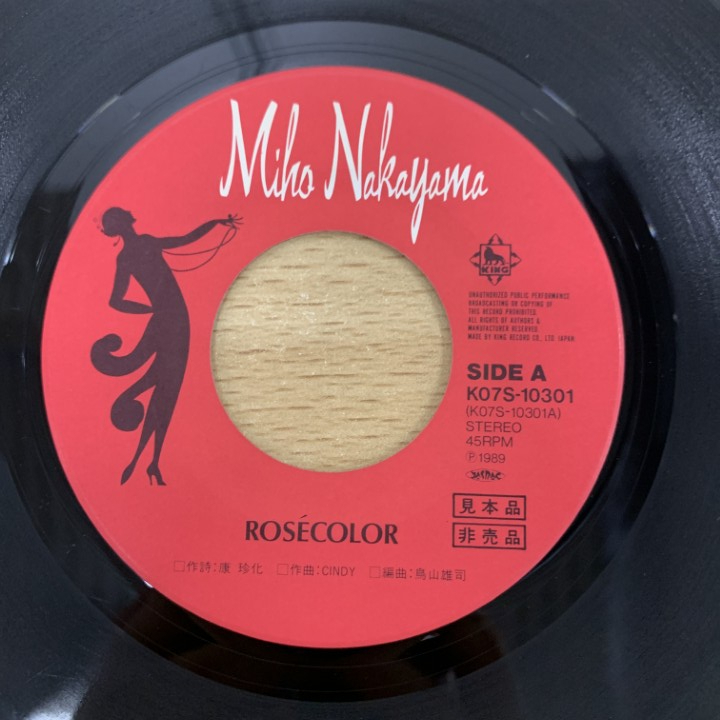 Miho Nakayama
KING
UNAUTHORIZED PUBLIC PERFORMANCE
BROADCASTING OR COPYING OF
THIS RECORD PROHIBITED
ALL RIGHTS OF AUTHORS &
MANUFACTURER RESERVED.
MADE BY KING RECORD CO., LTD JAPAN
SIDE A
K07S-10301
(K07S-10301A)
STEREO
45RPM
Ⓟ 1989
見本品
非売品
ROSÉCOLOR
□作詩:康 珍化 □作曲:CINDY □編曲:鳥山雄司